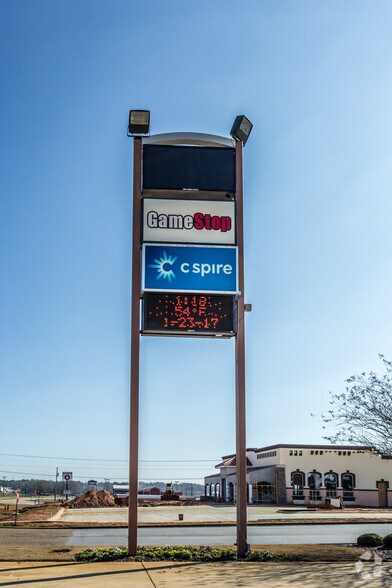 GameStop
c spire
1:18
54°F
1-23-17